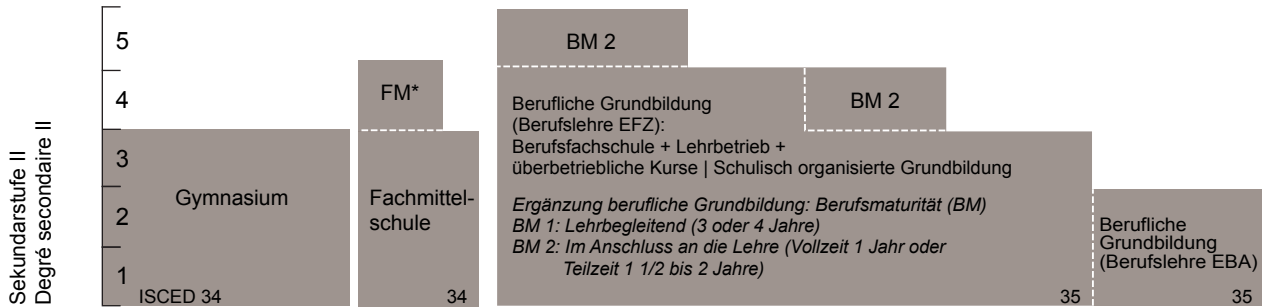 Sekundarstufe II
Degré secondaire II
5
4
3
2
1
ISCED 34
Gymnasium
FM*
Fachmittel-
schule
34
BM 2
Berufliche Grundbildung
(Berufslehre EFZ):
Berufsfachschule + Lehrbetrieb +
überbetriebliche Kurse | Schulisch organisierte Grundbildung
Ergänzung berufliche Grundbildung: Berufsmaturität (BM)
BM 1: Lehrbegleitend (3 oder 4 Jahre)
BM 2: Im Anschluss an die Lehre (Vollzeit 1 Jahr oder
Teilzeit 1 1/2 bis 2 Jahre)
35
BM 2
Berufliche
Grundbildung
(Berufslehre EBA)
35